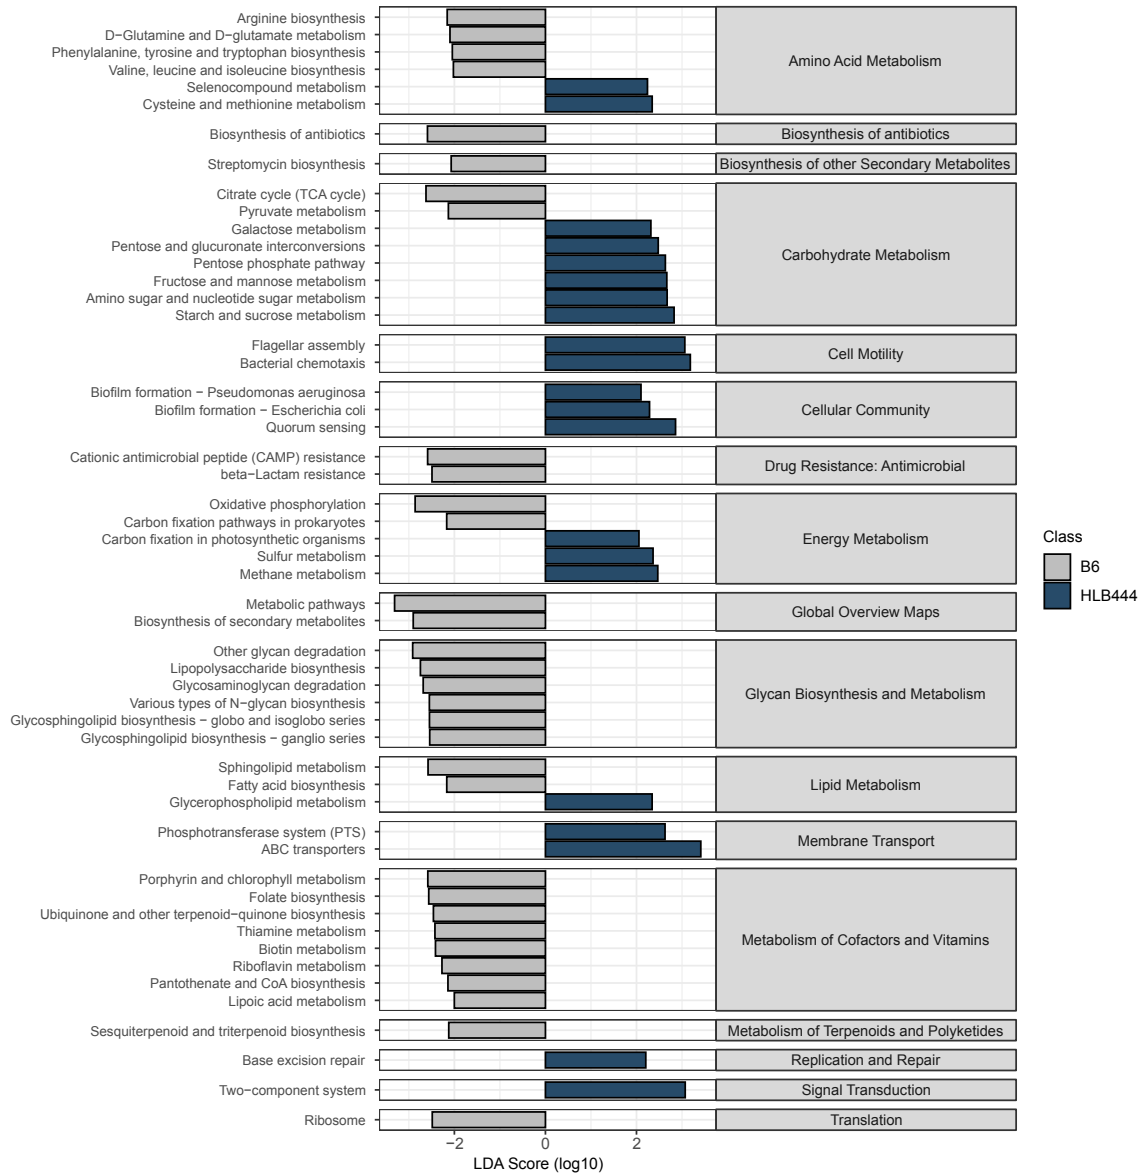 Arginine biosynthesis
D−Glutamine and D−glutamate metabolism
Phenylalanine, tyrosine and tryptophan biosynthesis
Valine, leucine and isoleucine biosynthesis
Selenocompound metabolism
Cysteine and methionine metabolism
Amino Acid Metabolism
Biosynthesis of antibiotics
Biosynthesis of antibiotics
Streptomycin biosynthesis
Biosynthesis of other Secondary Metabolites
Citrate cycle (TCA cycle)
Pyruvate metabolism
Galactose metabolism
Pentose and glucuronate interconversions
Pentose phosphate pathway
Fructose and mannose metabolism
Amino sugar and nucleotide sugar metabolism
Starch and sucrose metabolism
Carbohydrate Metabolism
Flagellar assembly
Bacterial chemotaxis
Cell Motility
Biofilm formation − Pseudomonas aeruginosa
Biofilm formation − Escherichia coli
Quorum sensing
Cellular Community
Cationic antimicrobial peptide (CAMP) resistance
beta−Lactam resistance
Drug Resistance: Antimicrobial
Oxidative phosphorylation
Carbon fixation pathways in prokaryotes
Carbon fixation in photosynthetic organisms
Sulfur metabolism
Methane metabolism
Energy Metabolism
Metabolic pathways
Biosynthesis of secondary metabolites
Global Overview Maps
Other glycan degradation
Lipopolysaccharide biosynthesis
Glycosaminoglycan degradation
Various types of N−glycan biosynthesis
Glycosphingolipid biosynthesis − globo and isoglobo series
Glycosphingolipid biosynthesis − ganglio series
Glycan Biosynthesis and Metabolism
Sphingolipid metabolism
Fatty acid biosynthesis
Glycerophospholipid metabolism
Lipid Metabolism
Phosphotransferase system (PTS)
ABC transporters
Membrane Transport
Porphyrin and chlorophyll metabolism
Folate biosynthesis
Ubiquinone and other terpenoid−quinone biosynthesis
Thiamine metabolism
Biotin metabolism
Riboflavin metabolism
Pantothenate and CoA biosynthesis
Lipoic acid metabolism
Metabolism of Cofactors and Vitamins
Sesquiterpenoid and triterpenoid biosynthesis
Metabolism of Terpenoids and Polyketides
Base excision repair
Replication and Repair
Two−component system
Signal Transduction
Ribosome
Translation
−2 0 2
LDA Score (log10)
Class
B6
HLB444